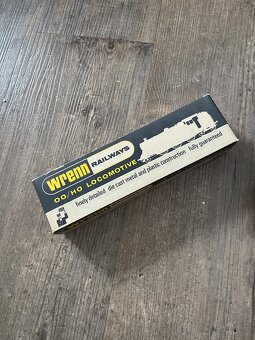 wrenn RAILWAYS
OO/HO LOCOMOTIVE
finely detailed die cast metal and plastic construction fully guaranteed